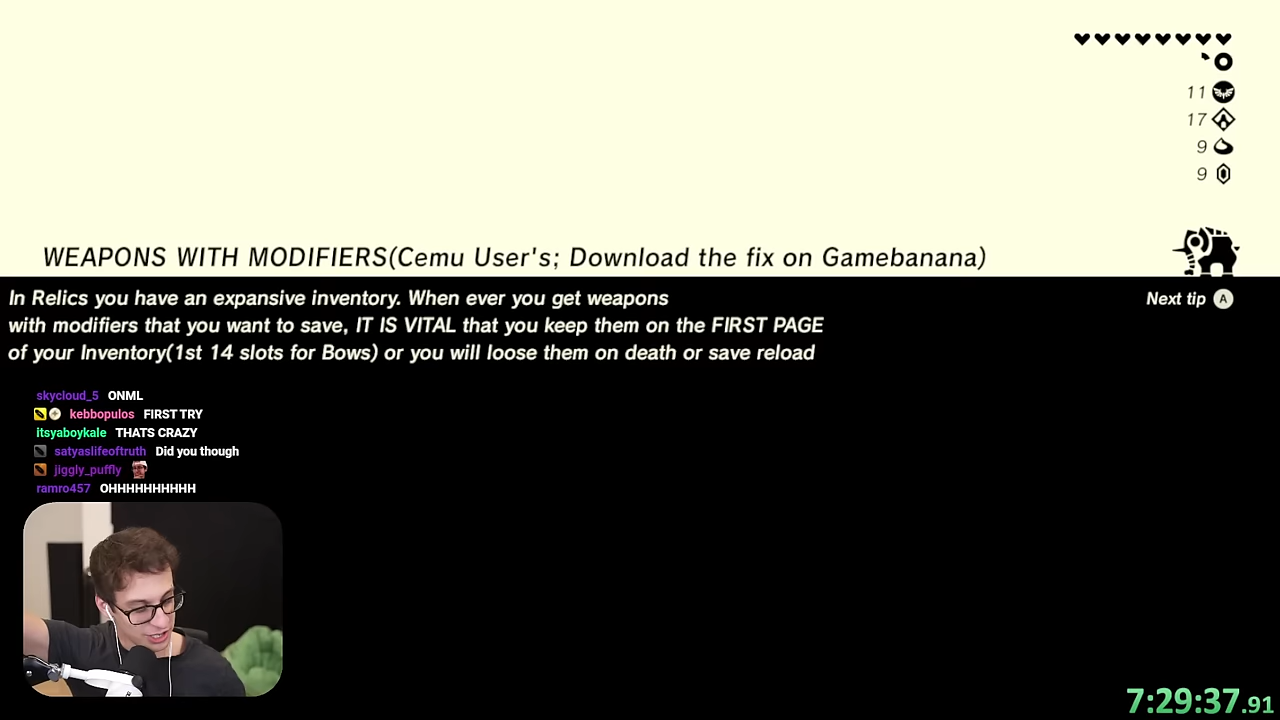 11
17
9
9
WEAPONS WITH MODIFIERS(Cemu User's; Download the fix on Gamebanana)
In Relics you have an expansive inventory. When ever you get weapons
with modifiers that you want to save, IT IS VITAL that you keep them on the FIRST PAGE
of your Inventory(1st 14 slots for Bows) or you will loose them on death or save reload
Next tip A
skycloud_5 ONML
kebbopulos FIRST TRY
itsyaboykale THATS CRAZY
satyaslifeoftruth Did you though
jiggly_puffly
ramro457 OHHHHHHHHHH
7:29:37.91